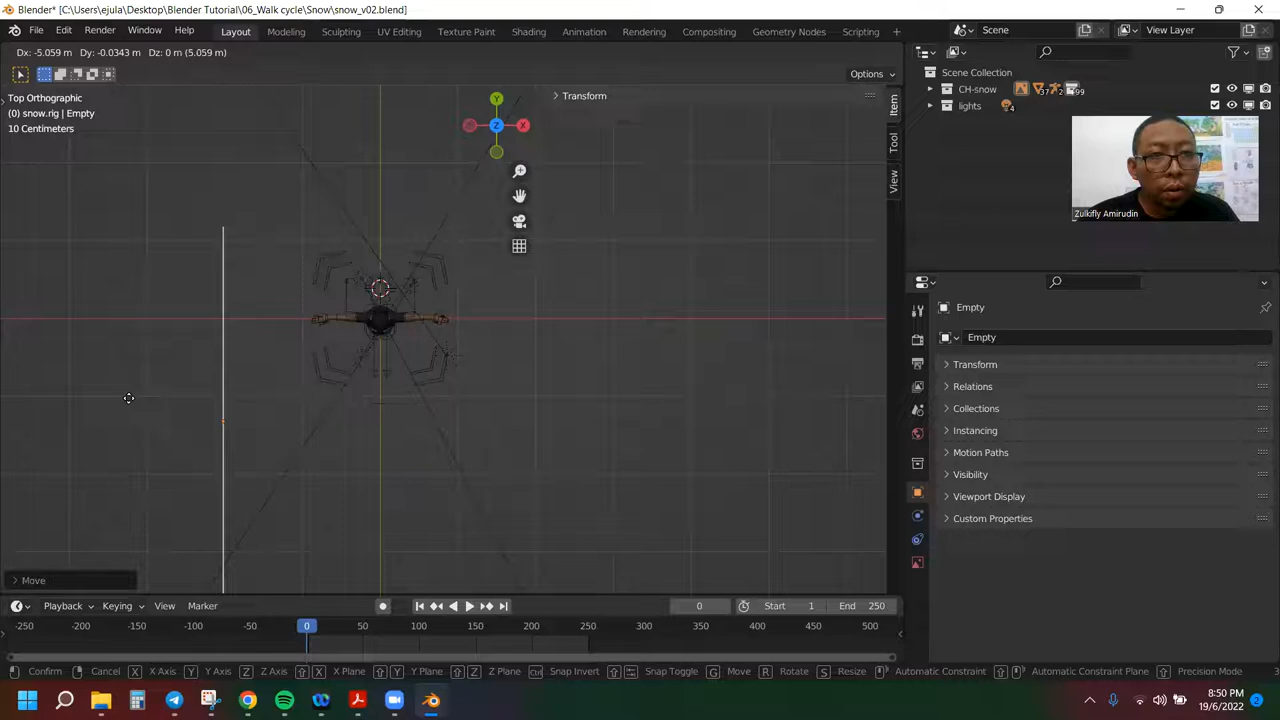 Blender* [C:\Users\ejula\Desktop\Blender Tutorial\06_Walk cycle\Snow\snow_v02.blend]
File Edit Render Window Help Layout Modeling Sculpting UV Editing Texture Paint Shading Animation Rendering Compositing Geometry Nodes Scripting Scene View Layer
Dx: -5.059 m Dy: -0.0343 m Dz: 0 m (5.059 m)
Options
Scene Collection
CH-snow 37 2 99
lights 4
Top Orthographic
(0) snow.rig | Empty
10 Centimeters
Transform
Item
Tool
View
Y
Z
X
Zulkifly Amirudin
Empty
Empty
Transform
Relations
Collections
Instancing
Motion Paths
Visibility
Viewport Display
Custom Properties
Move
Playback Keying View Marker 0 Start 1 End 250
-250 -200 -150 -100 -50 0 50 100 150 200 250 300 350 400 450 500
Confirm Cancel X X Axis Y Y Axis Z Z Axis X X Plane Y Y Plane Z Z Plane Ctrl Snap Invert Snap Toggle G Move R Rotate S Resize Automatic Constraint Automatic Constraint Plane Precision Mode
8:50 PM
19/6/2022
2